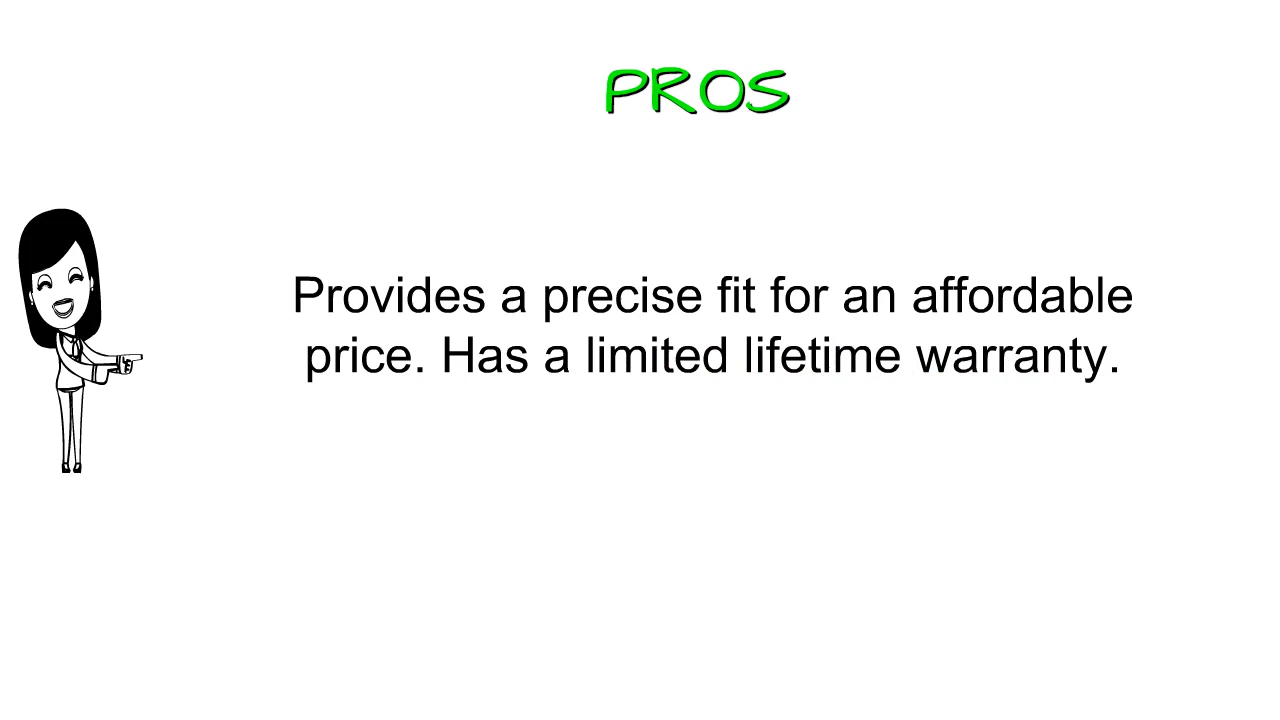 PROS
Provides a precise fit for an affordable
price. Has a limited lifetime warranty.